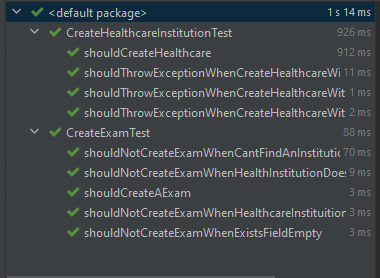 <default package> 1 s 14 ms
CreateHealthcareInstitutionTest 926 ms
shouldCreateHealthcare 912 ms
shouldThrowExceptionWhenCreateHealthcareWi 11 ms
shouldThrowExceptionWhenCreateHealthcareWit 1 ms
shouldThrowExceptionWhenCreateHealthcareWit 2 ms
CreateExamTest 88 ms
shouldNotCreateExamWhenCantFindAnInstitutio 70 ms
shouldNotCreateExamWhenHealthInstitutionDoes 9 ms
shouldCreateAExam 3 ms
shouldNotCreateExamWhenHealthcareInstituition 3 ms
shouldNotCreateExamWhenExistsFieldEmpty 3 ms